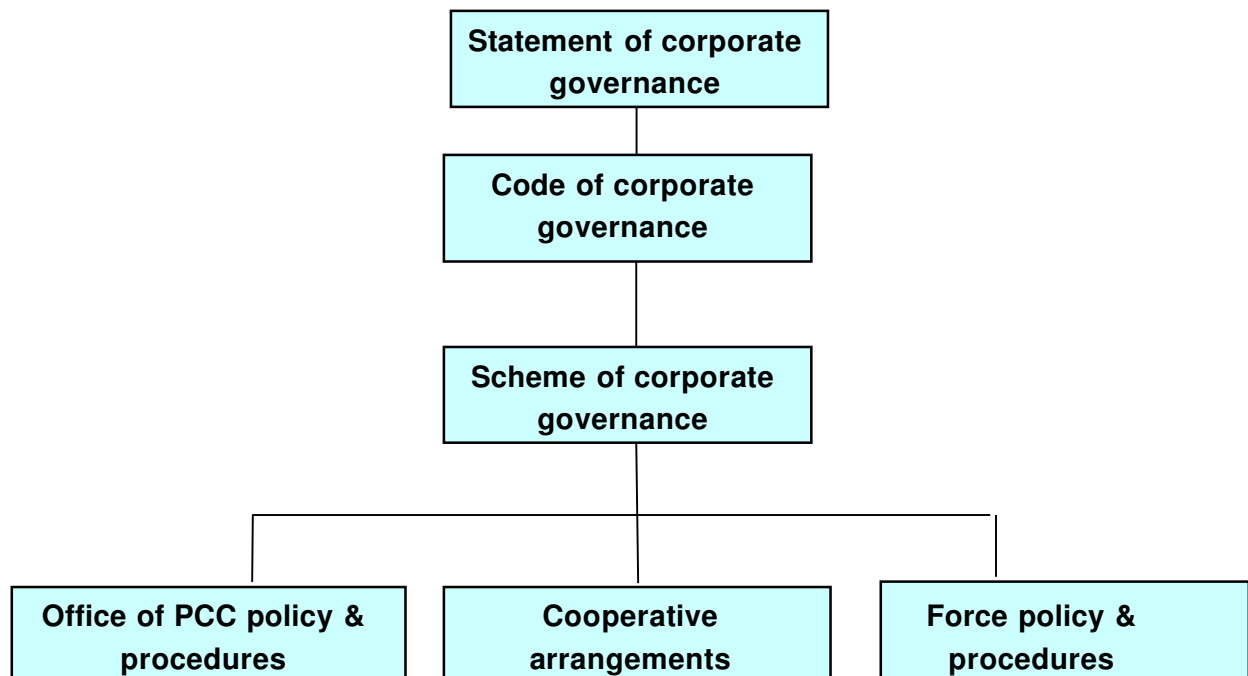 Statement of corporate
governance
Code of corporate
governance
Scheme of corporate
governance
Office of PCC policy &
procedures
Cooperative
arrangements
Force policy &
procedures